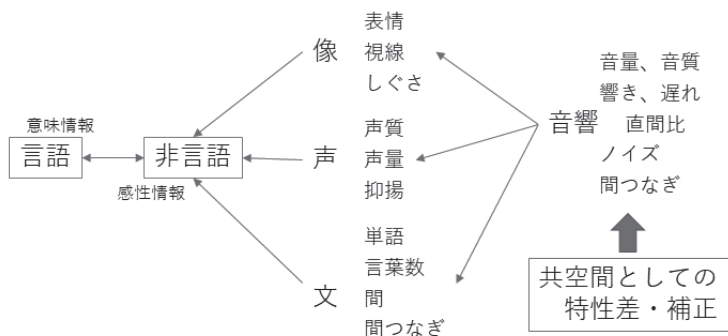 意味情報
言語
非言語
感性情報
像
表情
視線
しぐさ
声
声質
声量
抑揚
文
単語
言葉数
間
間つなぎ
音響
音量、音質
響き、遅れ
直間比
ノイズ
間つなぎ
共空間としての
特性差・補正